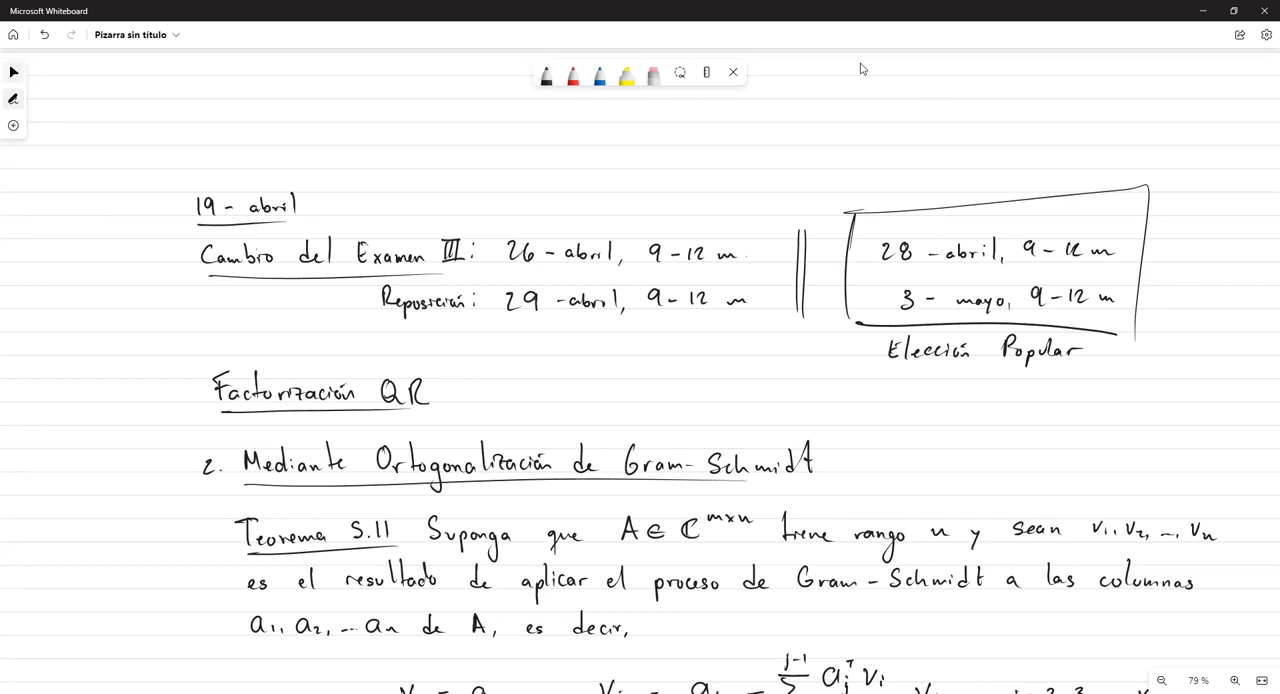 Microsoft Whiteboard
Pizarra sin título
19 - abril
Cambio del Examen III: 26 - abril, 9 - 12 m.
Reposición: 29 - abril, 9 - 12 m
28 - abril, 9 - 12 m
3 - mayo, 9 - 12 m
Elección Popular
Factorización QR
2. Mediante Ortogonalización de Gram - Schmidt
Teorema 5.11 Suponga que A ∈ ℂ^{m×n} tiene rango n y sean v₁, v₂, ..., vₙ
es el resultado de aplicar el proceso de Gram - Schmidt a las columnas
a₁, a₂, ... aₙ de A, es decir,
79 %